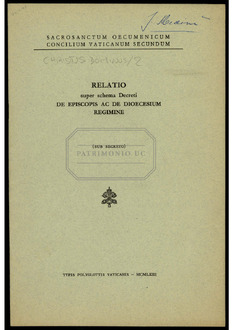 SACROSANCTUM OECUMENICUM
CONCILIUM VATICANUM SECUNDUM
RELATIO
super schema Decreti
DE EPISCOPIS AC DE DIOECESIUM
REGIMINE
(SUB SECRETO)
PATRIMONIO UC
TYPIS POLYGLOTTIS VATICANIS - MCMLXIII